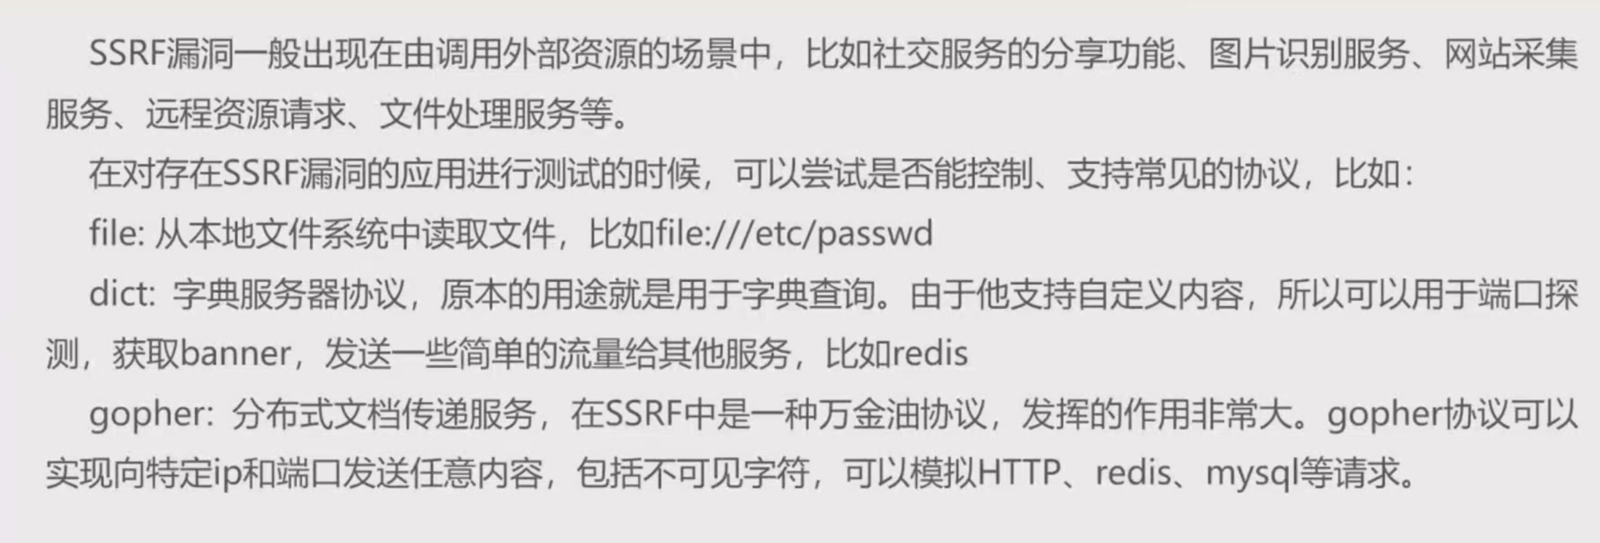 SSRF漏洞一般出现在由调用外部资源的场景中，比如社交服务的分享功能、图片识别服务、网站采集
服务、远程资源请求、文件处理服务等。
在对存在SSRF漏洞的应用进行测试的时候，可以尝试是否能控制、支持常见的协议，比如：
file: 从本地文件系统中读取文件，比如file:///etc/passwd
dict: 字典服务器协议，原本的用途就是用于字典查询。由于他支持自定义内容，所以可以用于端口探
测，获取banner，发送一些简单的流量给其他服务，比如redis
gopher: 分布式文档传递服务，在SSRF中是一种万金油协议，发挥的作用非常大。gopher协议可以
实现向特定ip和端口发送任意内容，包括不可见字符，可以模拟HTTP、redis、mysql等请求。